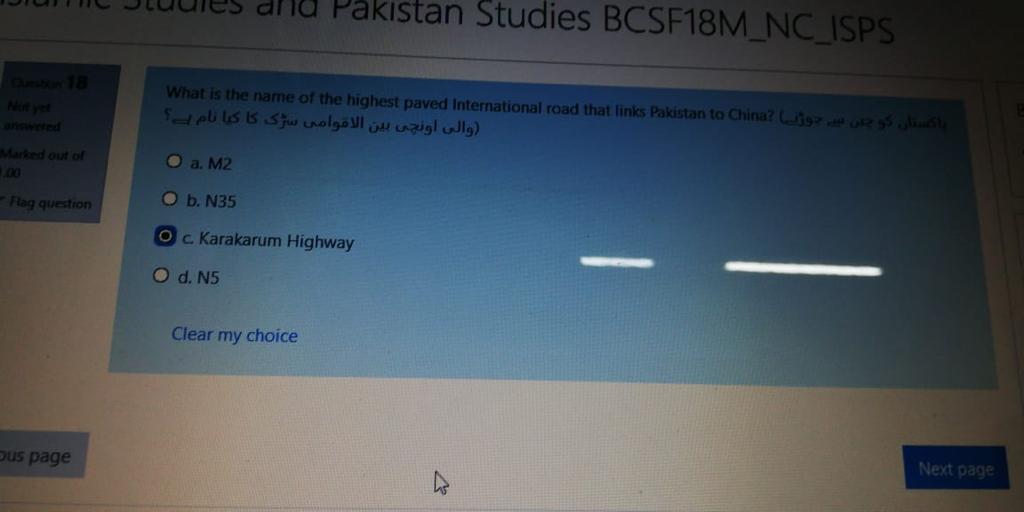 Studies and Pakistan Studies BCSF18M_NC_ISPS
Question 18
Not yet
answered
Marked out of
1.00
Flag question
What is the name of the highest paved International road that links Pakistan to China? (پاکستان کو چین سے جوڑنے
والی اونچی بین الاقوامی سڑک کا کیا نام ہے؟)
a. M2
b. N35
c. Karakarum Highway
d. N5
Clear my choice
page
Next page